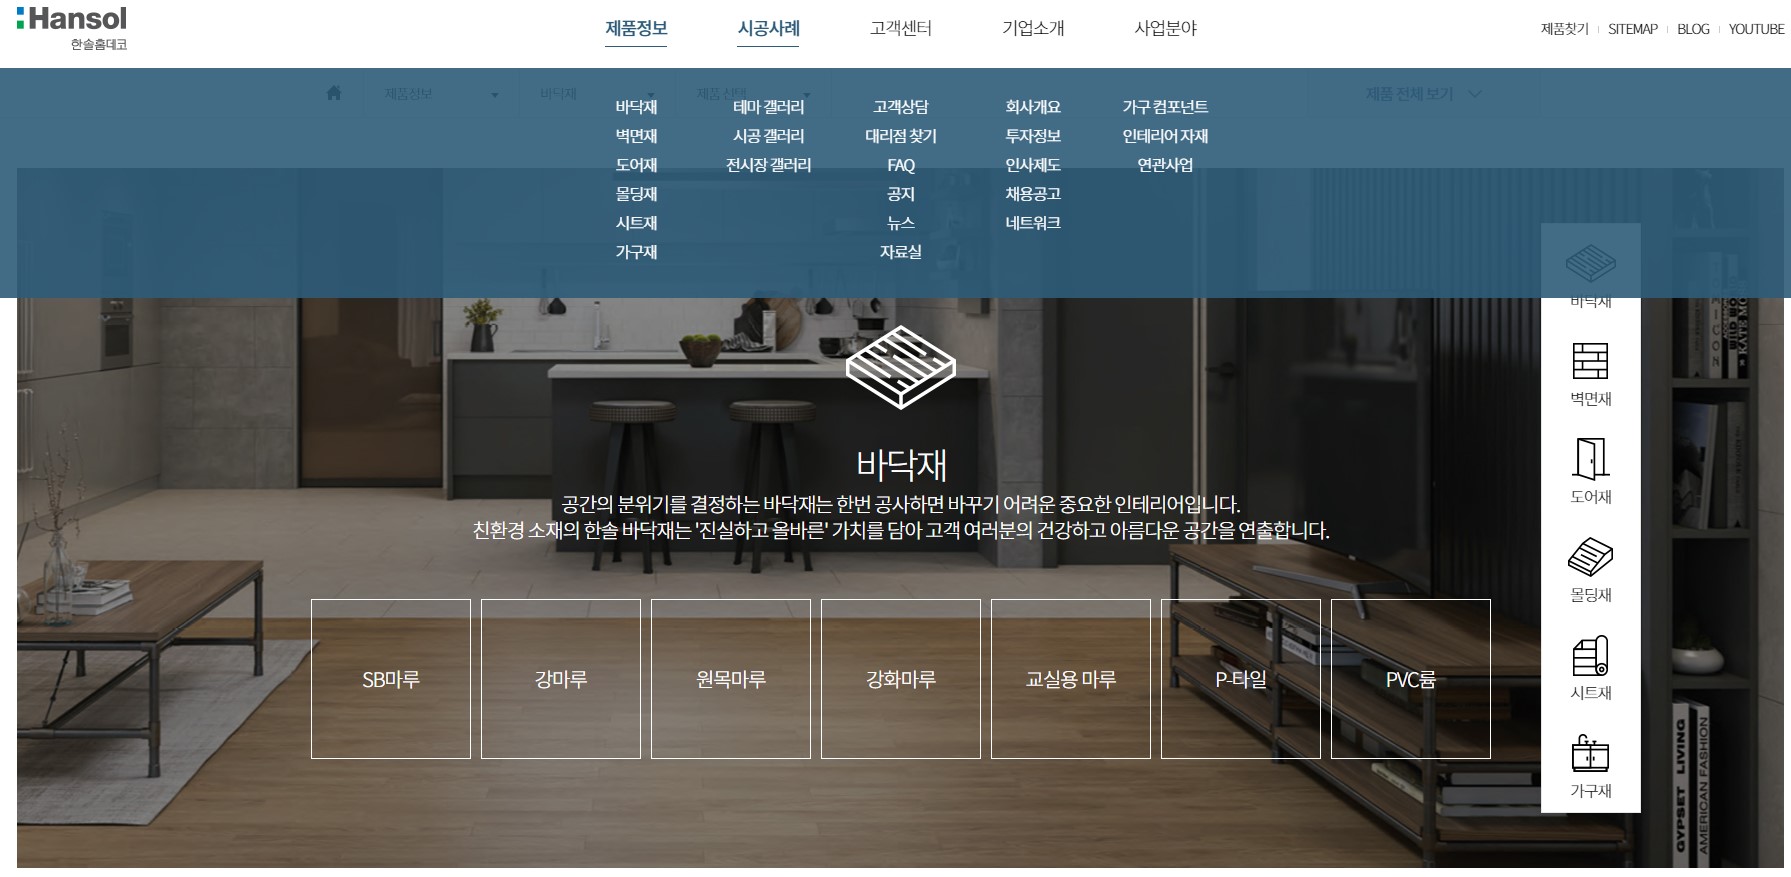 Hansol
한솔홈데코
제품정보 시공사례 고객센터 기업소개 사업분야
제품찾기 SITEMAP BLOG YOUTUBE
제품정보 바닥재 제품 선택 제품 전체 보기
바닥재 테마 갤러리 고객상담 회사개요 가구 컴포넌트
벽면재 시공 갤러리 대리점 찾기 투자정보 인테리어 자재
도어재 전시장 갤러리 FAQ 인사제도 연관사업
몰딩재 공지 채용공고
시트재 뉴스 네트워크
가구재 자료실
바닥재
공간의 분위기를 결정하는 바닥재는 한번 공사하면 바꾸기 어려운 중요한 인테리어입니다.
친환경 소재의 한솔 바닥재는 '진실하고 올바른' 가치를 담아 고객 여러분의 건강하고 아름다운 공간을 연출합니다.
SB마루 강마루 원목마루 강화마루 교실용 마루 P-타일 PVC륨
바닥재
벽면재
도어재
몰딩재
시트재
가구재
KATE MO
GYPSET LIVING
AMERICAN FASHION